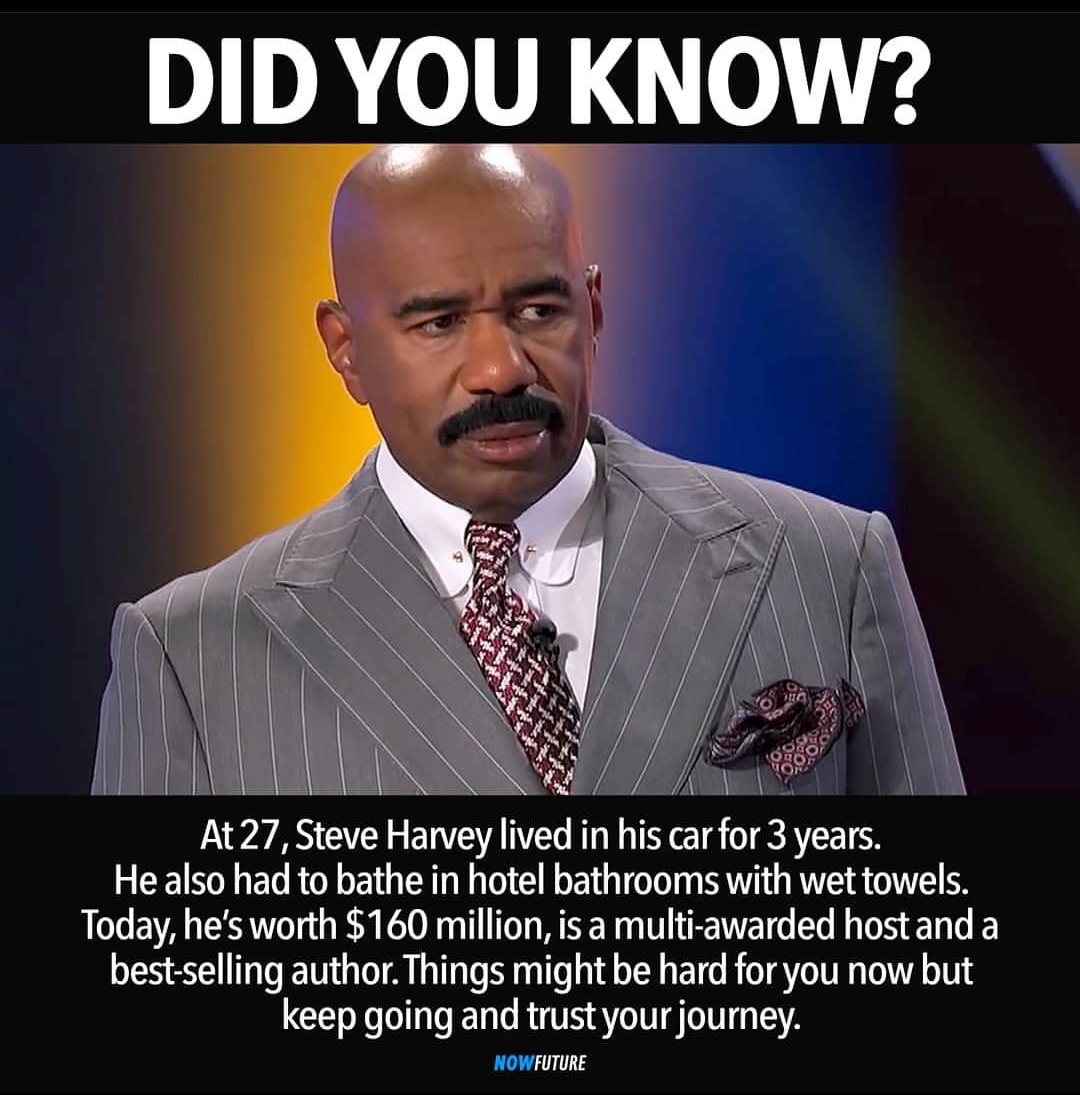 DID YOU KNOW?
At 27, Steve Harvey lived in his car for 3 years.
He also had to bathe in hotel bathrooms with wet towels.
Today, he's worth $160 million, is a multi-awarded host and a
best-selling author. Things might be hard for you now but
keep going and trust your journey.
NOWFUTURE